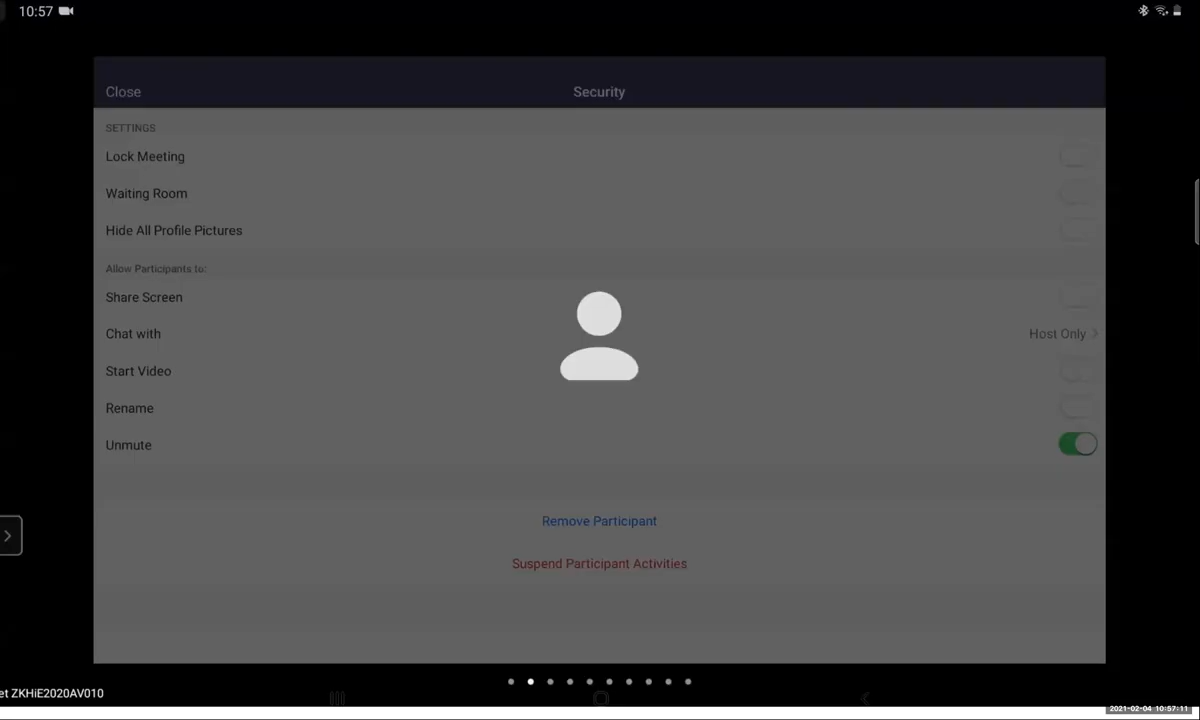 10:57
Close
Security
SETTINGS
Lock Meeting
Waiting Room
Hide All Profile Pictures
Allow Participants to:
Share Screen
Chat with
Host Only
Start Video
Rename
Unmute
Remove Participant
Suspend Participant Activities
et ZKHiE2020AV010
2021-02-04 10:57:11